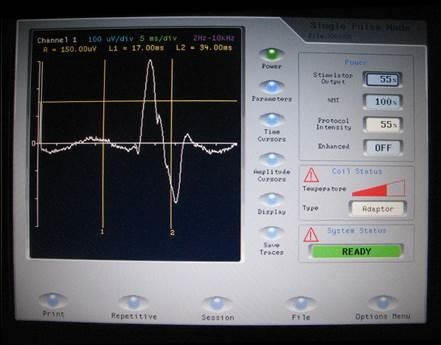 Single Pulse Mode
Channel 1 100 uV/div 5 ms/div 2Hz-10kHz
R = 150.00uV L1 = 17.00ms L2 = 34.00ms
0
1
2
Power
Parameters
Time
Cursors
Amplitude
Cursors
Display
Save
Traces
Power
Stimulator
Output
55%
100%
Protocol
Intensity
55%
Enhanced
OFF
Coil Status
Temperature
Type
Adaptor
System Status
READY
Print
Repetitive
Session
File
Options Menu